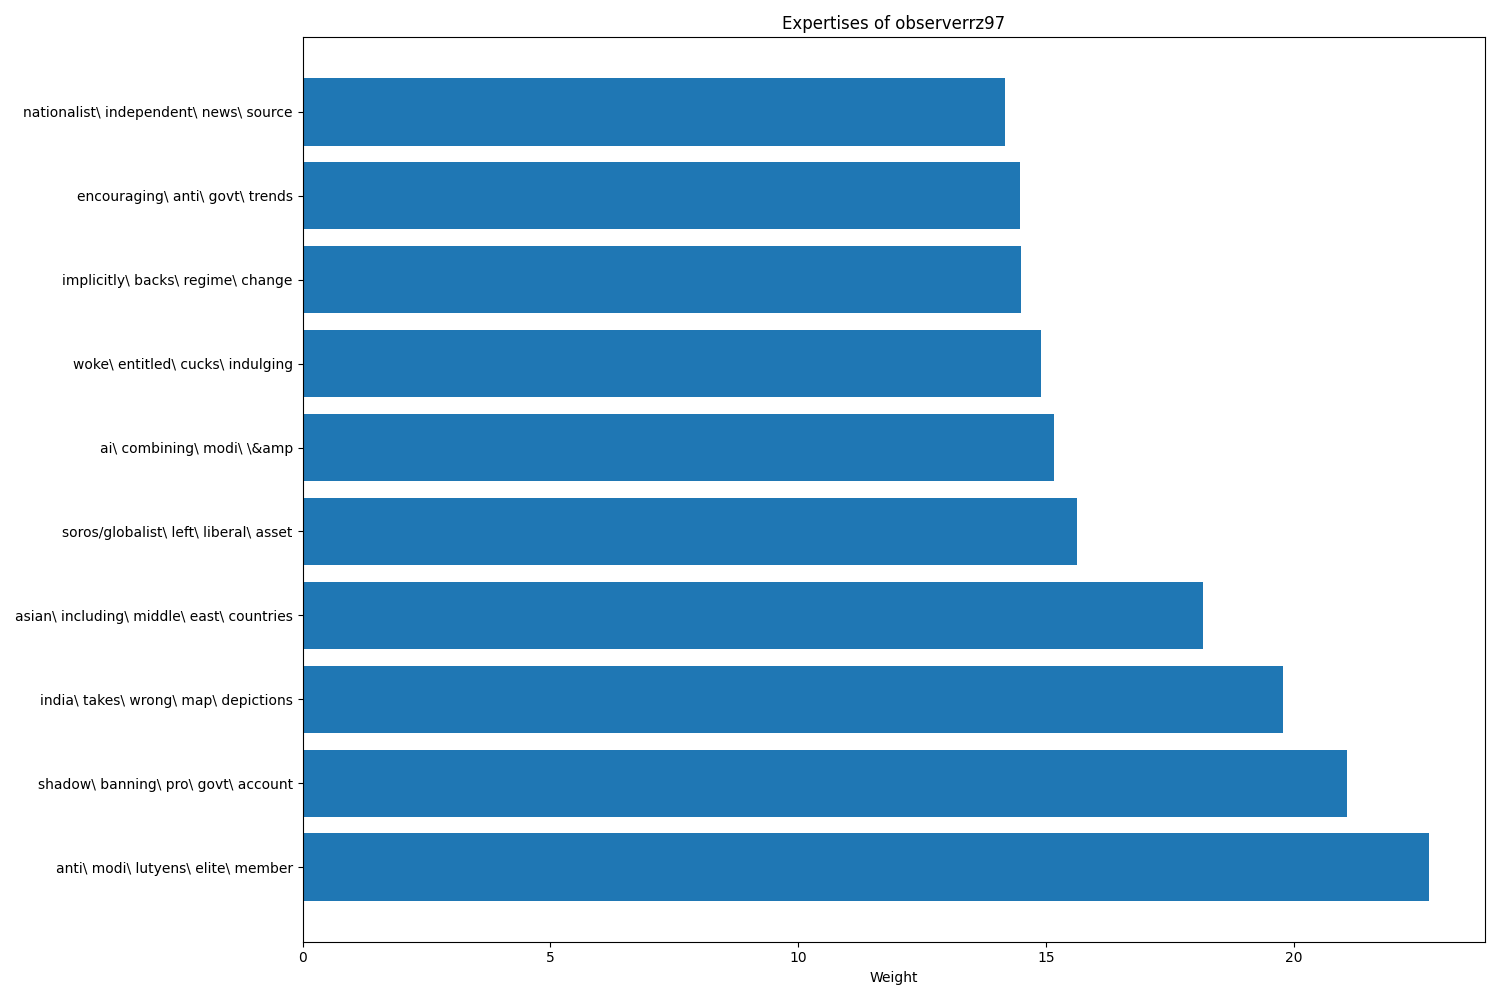 Expertises of observerrz97
nationalist\ independent\ news\ source
encouraging\ anti\ govt\ trends
implicitly\ backs\ regime\ change
woke\ entitled\ cucks\ indulging
ai\ combining\ modi\ \&amp
soros/globalist\ left\ liberal\ asset
asian\ including\ middle\ east\ countries
india\ takes\ wrong\ map\ depictions
shadow\ banning\ pro\ govt\ account
anti\ modi\ lutyens\ elite\ member
0 5 10 15 20
Weight